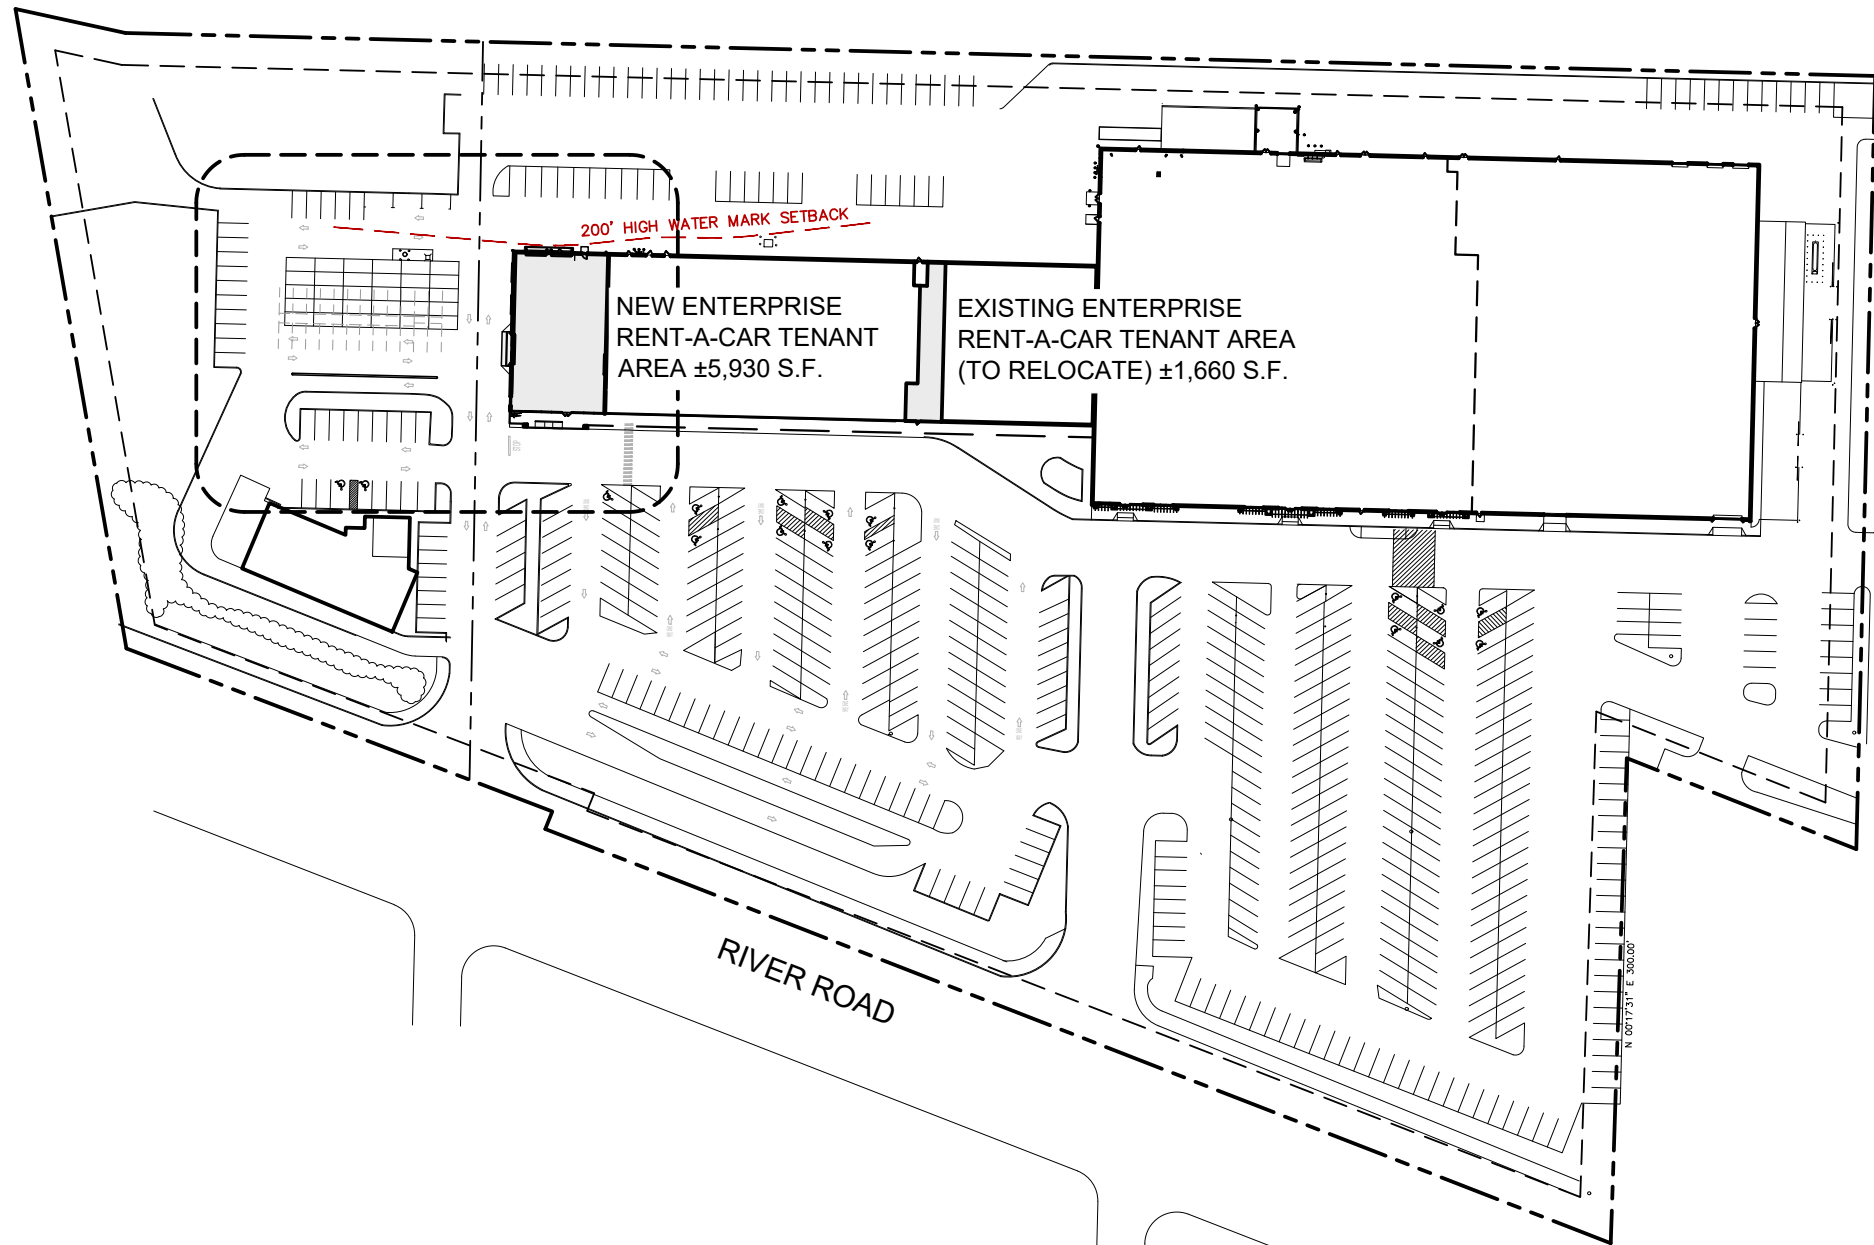 200' HIGH WATER MARK SETBACK
NEW ENTERPRISE
RENT-A-CAR TENANT
AREA ±5,930 S.F.
EXISTING ENTERPRISE
RENT-A-CAR TENANT AREA
(TO RELOCATE) ±1,660 S.F.
RIVER ROAD
N 00°17'31" E 300.00'